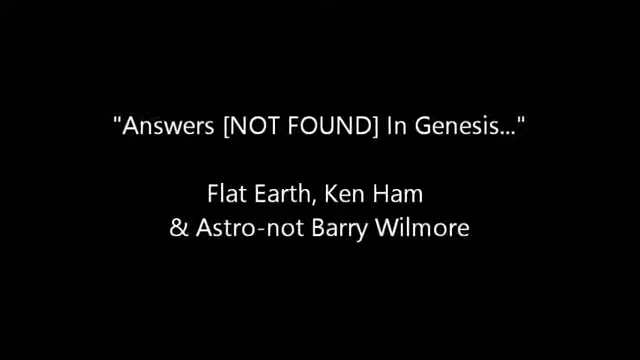 "Answers [NOT FOUND] In Genesis..."
Flat Earth, Ken Ham
& Astro-not Barry Wilmore